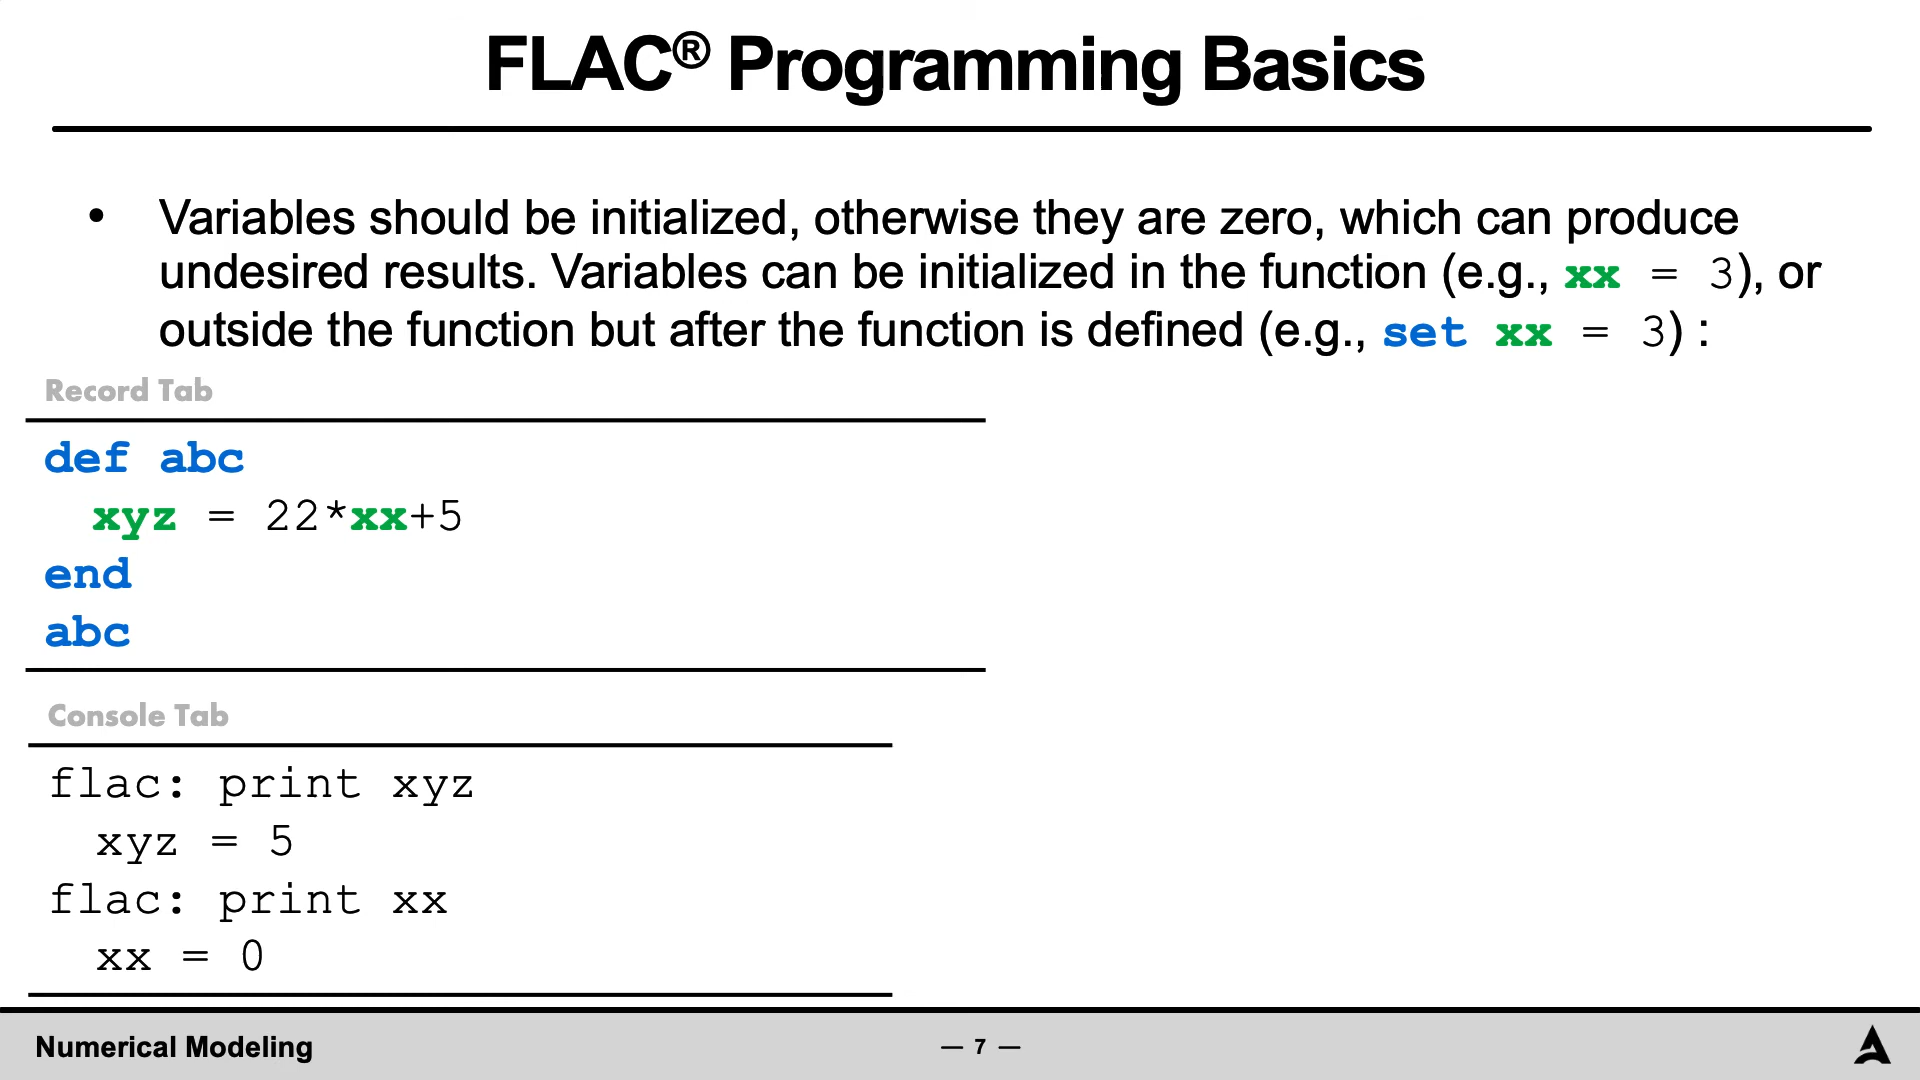 FLAC® Programming Basics
• Variables should be initialized, otherwise they are zero, which can produce
undesired results. Variables can be initialized in the function (e.g., xx = 3), or
outside the function but after the function is defined (e.g., set xx = 3) :
Record Tab
def abc
xyz = 22*xx+5
end
abc
Console Tab
flac: print xyz
xyz = 5
flac: print xx
xx = 0
Numerical Modeling
— 7 —